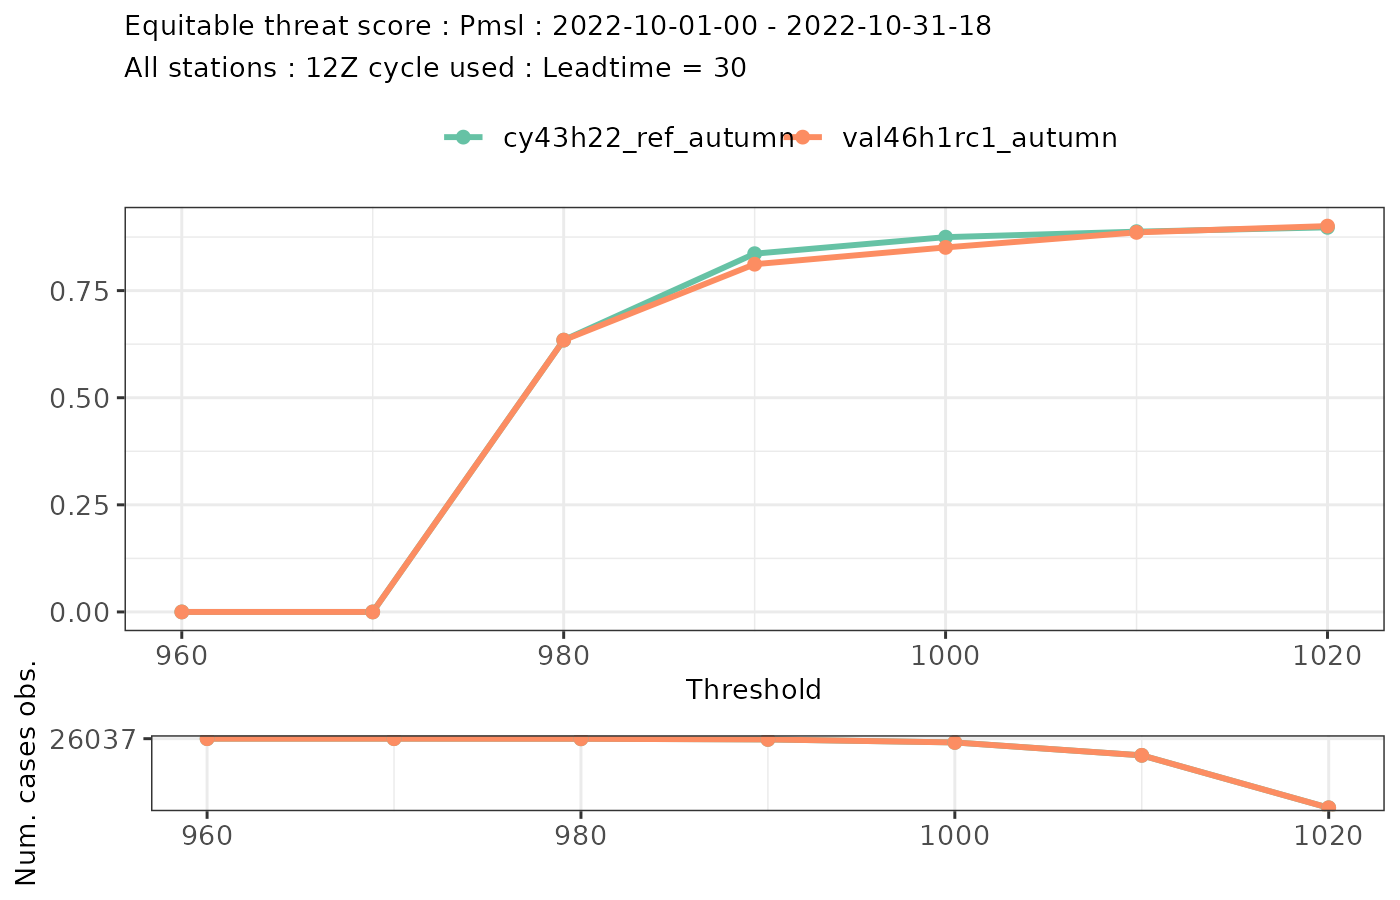 Equitable threat score : Pmsl : 2022-10-01-00 - 2022-10-31-18
All stations : 12Z cycle used : Leadtime = 30
cy43h22_ref_autumn val46h1rc1_autumn
0.75
0.50
0.25
0.00
960 980 1000 1020
Threshold
Num. cases obs.
26037
960 980 1000 1020